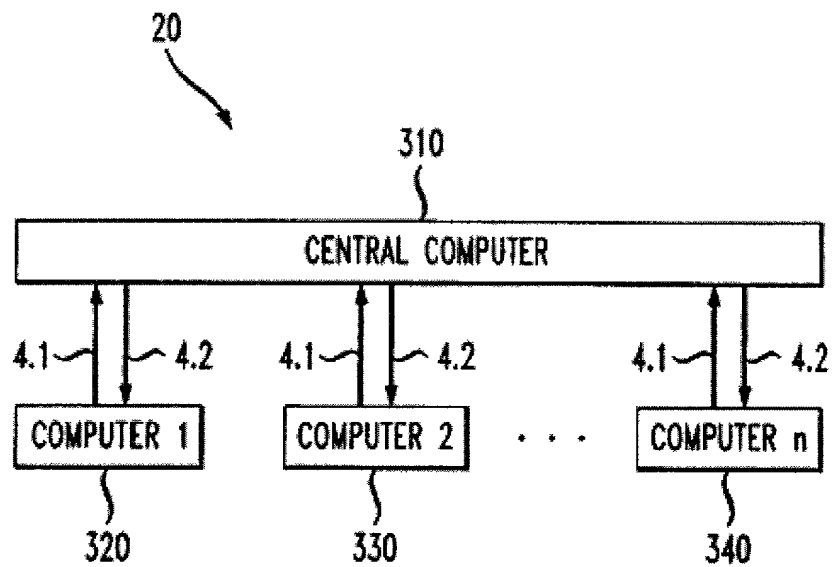 20
310
CENTRAL COMPUTER
4.1 4.2 4.1 4.2 4.1 4.2
COMPUTER 1 COMPUTER 2 . . . COMPUTER n
320 330 340